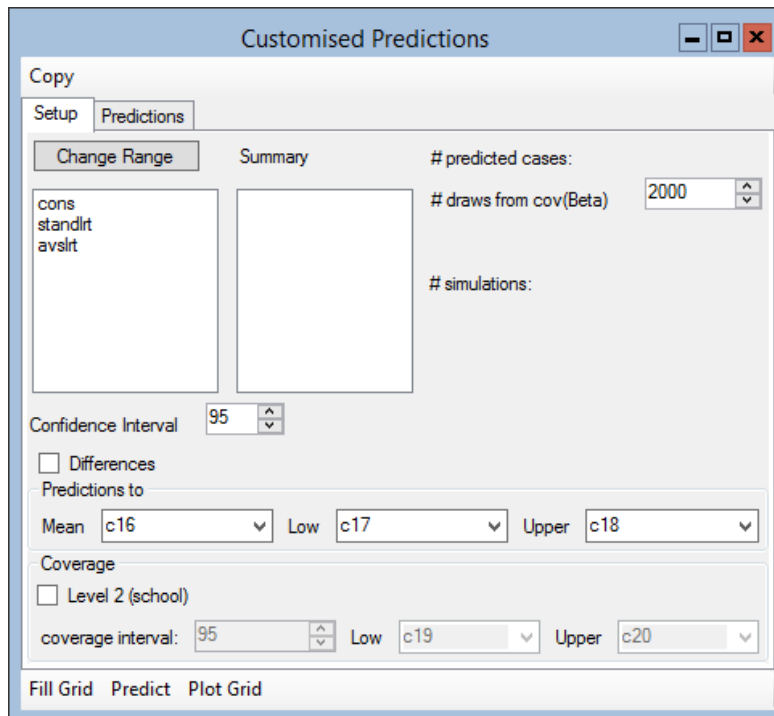 Customised Predictions
Copy
Setup Predictions
Change Range Summary # predicted cases:
cons
standlrt
avslrt
# draws from cov(Beta) 2000
# simulations:
Confidence Interval 95
Differences
Predictions to
Mean c16 Low c17 Upper c18
Coverage
Level 2 (school)
coverage interval: 95 Low c19 Upper c20
Fill Grid Predict Plot Grid